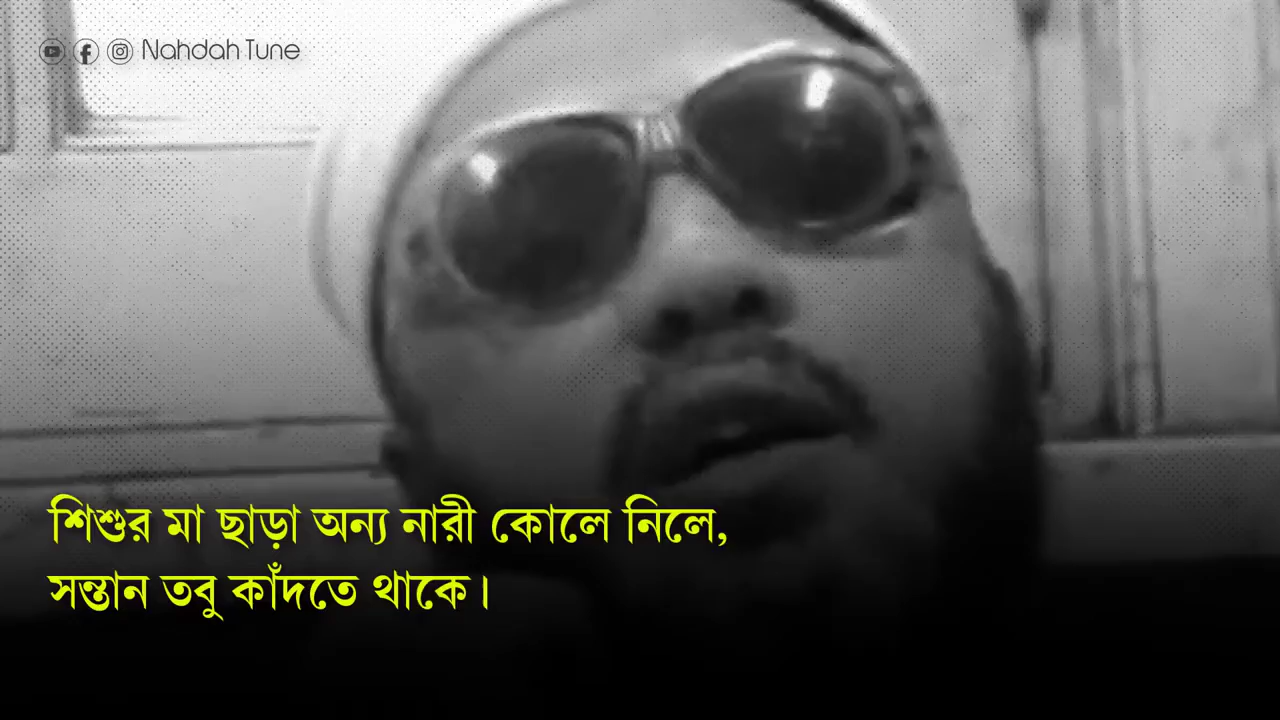 Nahdah Tune
শিশুর মা ছাড়া অন্য নারী কোলে নিলে,
সন্তান তবু কাঁদতে থাকে।